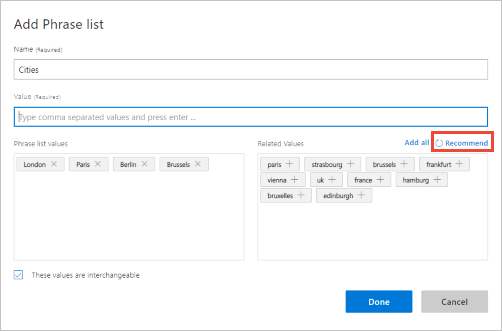 Add Phrase list
Name (Required)
Cities
Value (Required)
Type comma separated values and press enter ...
Phrase list values
Related Values Add all Recommend
London × Paris × Berlin × Brussels ×
paris + strasbourg + brussels + frankfurt +
vienna + uk + france + hamburg +
bruxelles + edinburgh +
These values are interchangeable
Done Cancel